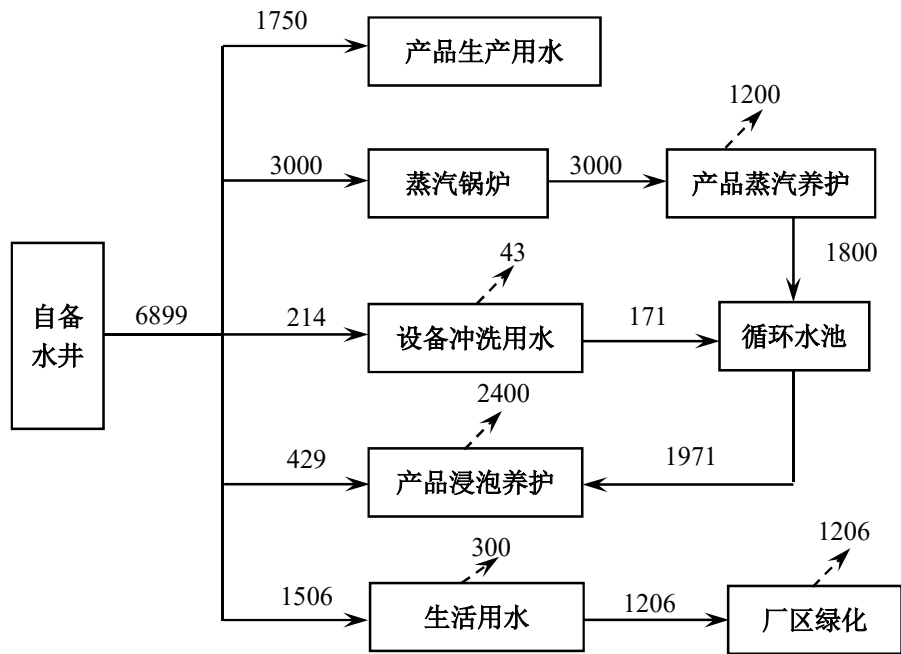 1750
产品生产用水
1200
3000
蒸汽锅炉
3000
产品蒸汽养护
1800
自备
水井
6899
43
214
设备冲洗用水
171
循环水池
2400
429
产品浸泡养护
1971
300
1206
1506
生活用水
1206
厂区绿化